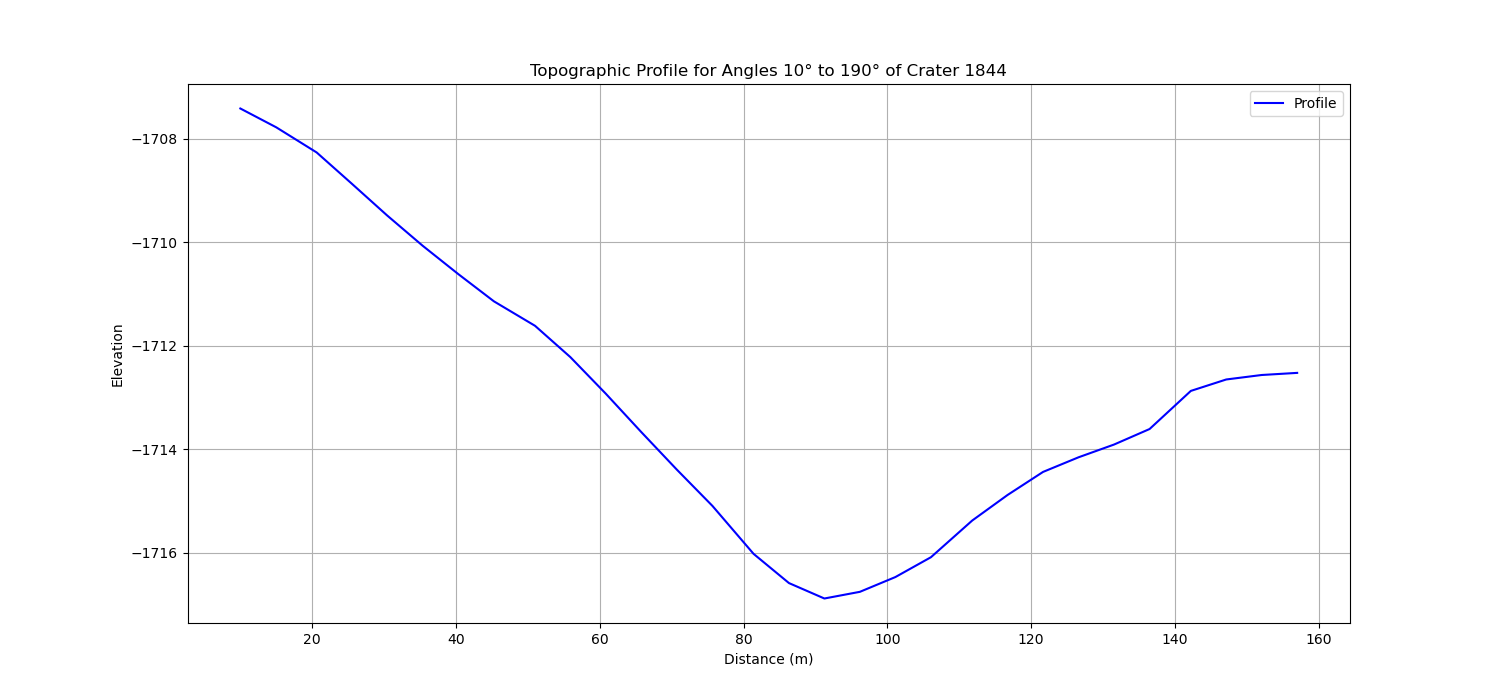 Topographic Profile for Angles 10° to 190° of Crater 1844
Profile
Elevation
−1708
−1710
−1712
−1714
−1716
20 40 60 80 100 120 140 160
Distance (m)